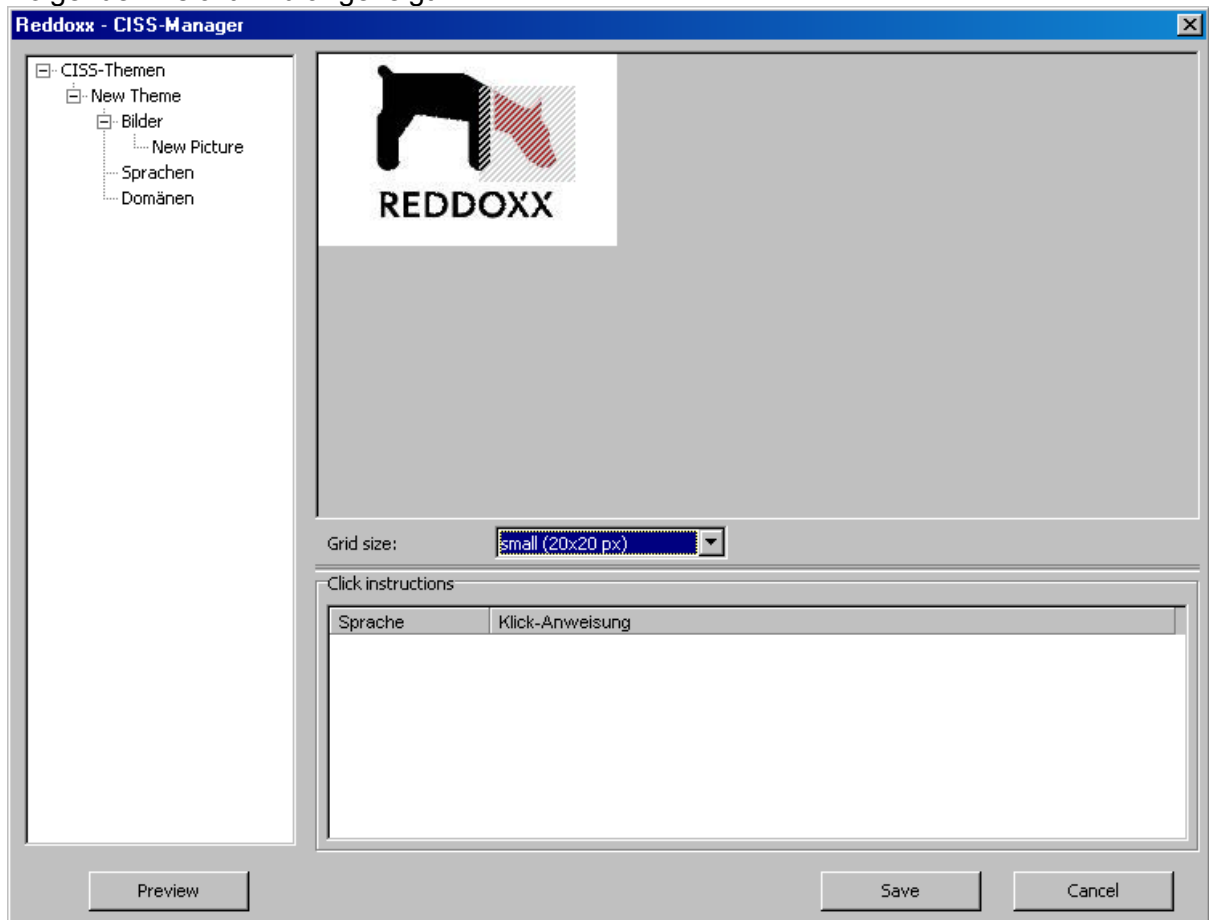 Reddoxx - CISS-Manager
CISS-Themen
New Theme
Bilder
New Picture
Sprachen
Domänen
REDDOXX
Grid size:
small (20x20 px)
Click instructions
Sprache
Klick-Anweisung
Preview
Save
Cancel